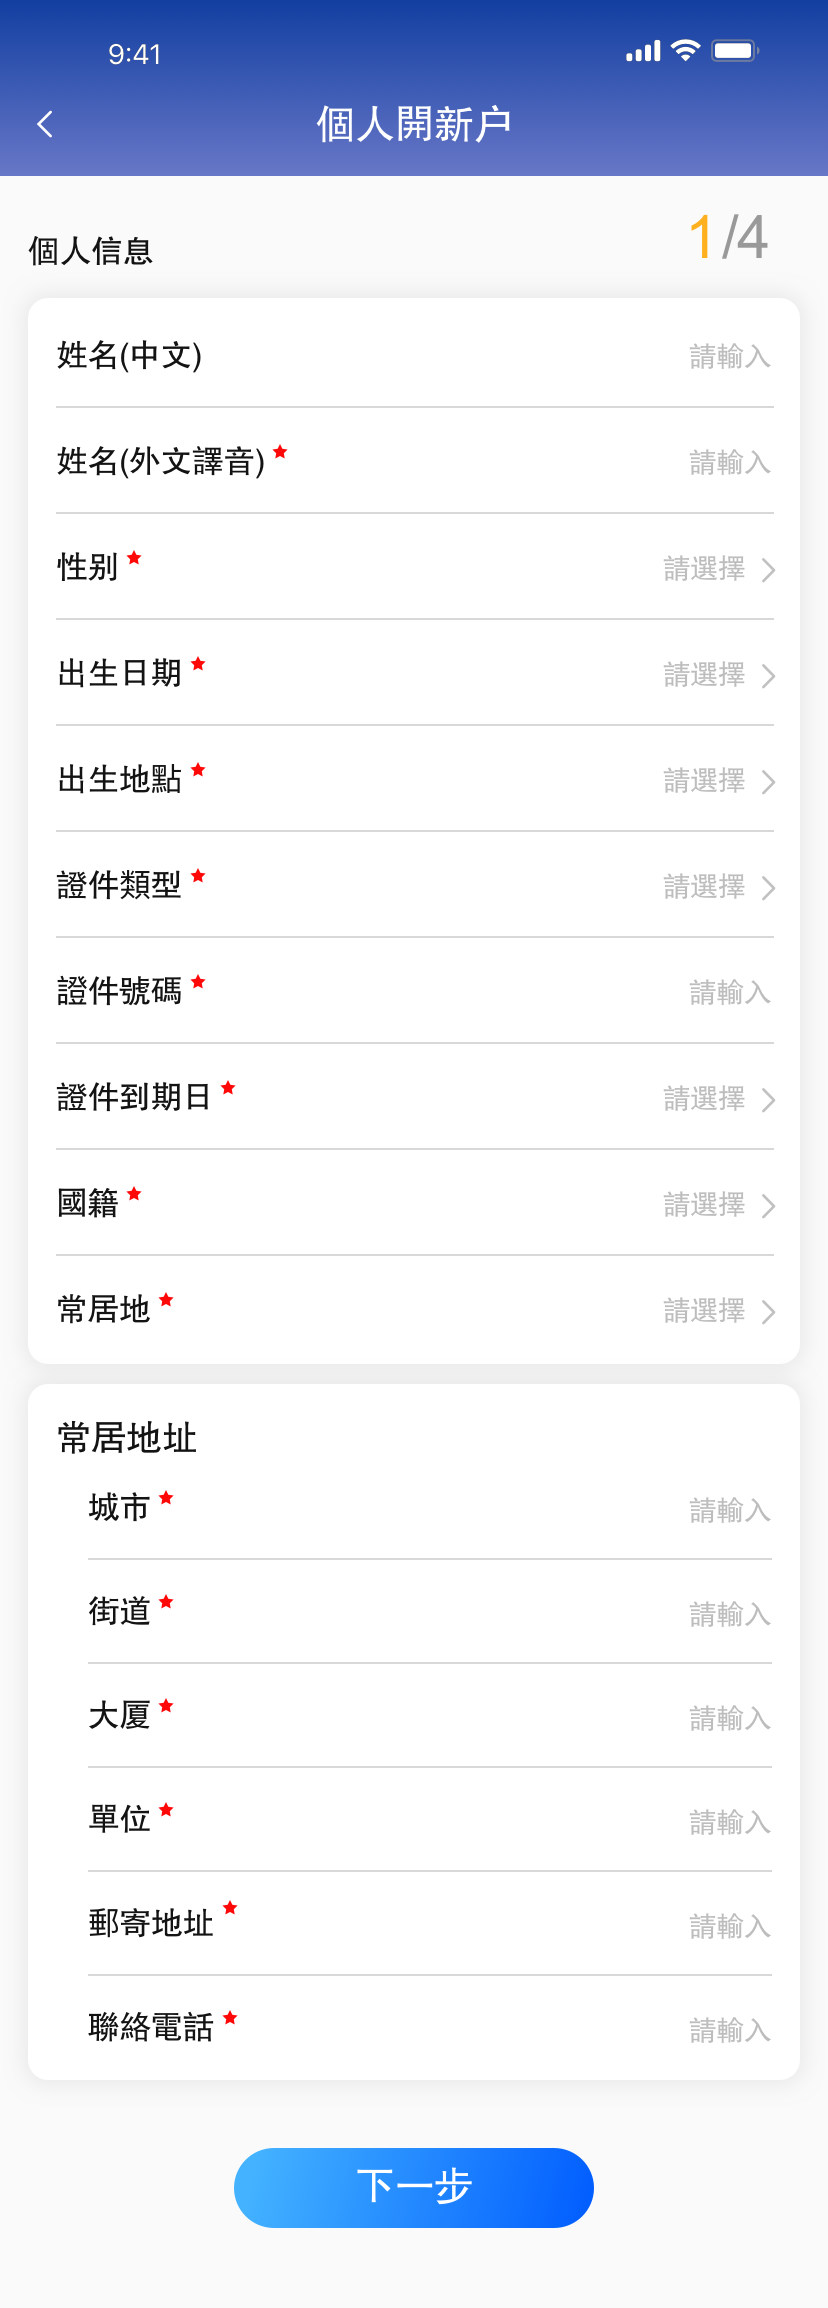 9:41
個人開新户
個人信息 1/4
姓名(中文) 請輸入
姓名(外文譯音)★ 請輸入
性别★ 請選擇
出生日期★ 請選擇
出生地點★ 請選擇
證件類型★ 請選擇
證件號碼★ 請輸入
證件到期日★ 請選擇
國籍★ 請選擇
常居地★ 請選擇
常居地址
城市★ 請輸入
街道★ 請輸入
大厦★ 請輸入
單位★ 請輸入
郵寄地址★ 請輸入
聯絡電話★ 請輸入
下一步